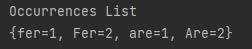 Occurrences List
{fer=1, Fer=2, are=1, Are=2}